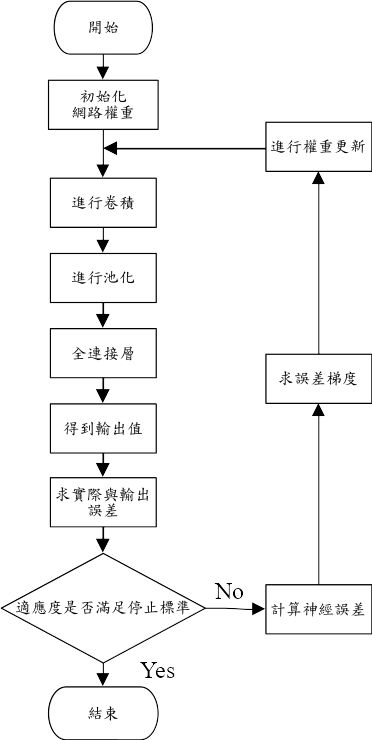 開始
初始化
網路權重
進行權重更新
進行卷積
進行池化
全連接層
求誤差梯度
得到輸出值
求實際與輸出
誤差
適應度是否滿足停止標準
No
計算神經誤差
Yes
結束